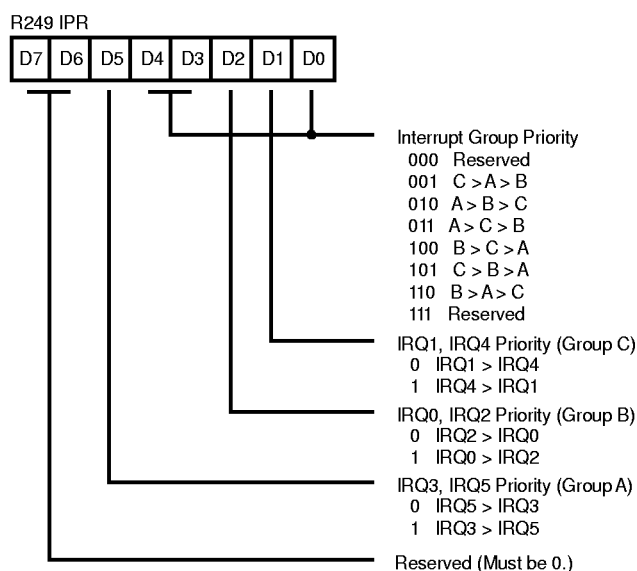 R249 IPR
D7 D6 D5 D4 D3 D2 D1 D0
Interrupt Group Priority
000 Reserved
001 C > A > B
010 A > B > C
011 A > C > B
100 B > C > A
101 C > B > A
110 B > A > C
111 Reserved
IRQ1, IRQ4 Priority (Group C)
0 IRQ1 > IRQ4
1 IRQ4 > IRQ1
IRQ0, IRQ2 Priority (Group B)
0 IRQ2 > IRQ0
1 IRQ0 > IRQ2
IRQ3, IRQ5 Priority (Group A)
0 IRQ5 > IRQ3
1 IRQ3 > IRQ5
Reserved (Must be 0.)